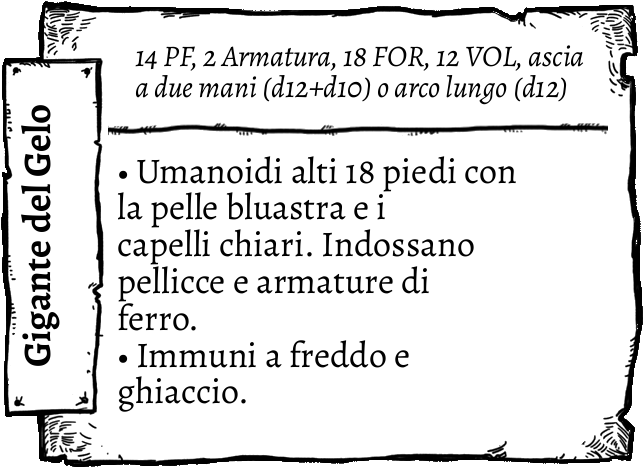 Gigante del Gelo
14 PF, 2 Armatura, 18 FOR, 12 VOL, ascia
a due mani (d12+d10) o arco lungo (d12)
• Umanoidi alti 18 piedi con
la pelle bluastra e i
capelli chiari. Indossano
pellicce e armature di
ferro.
• Immuni a freddo e
ghiaccio.